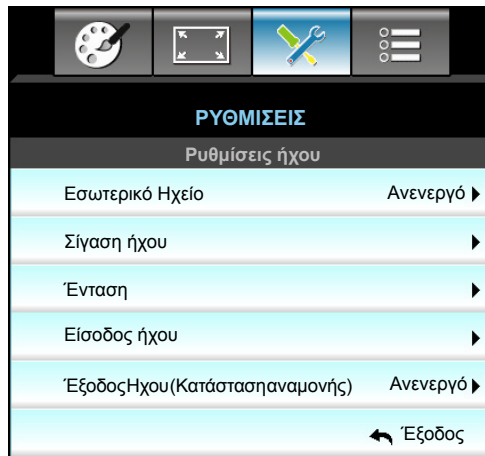 ΡΥΘΜΙΣΕΙΣ
Ρυθμίσεις ήχου
Εσωτερικό Ηχείο Ανενεργό
Σίγαση ήχου
Ένταση
Είσοδος ήχου
ΈξοδοςΗχου(Κατάστασηαναμονής) Ανενεργό
Έξοδος